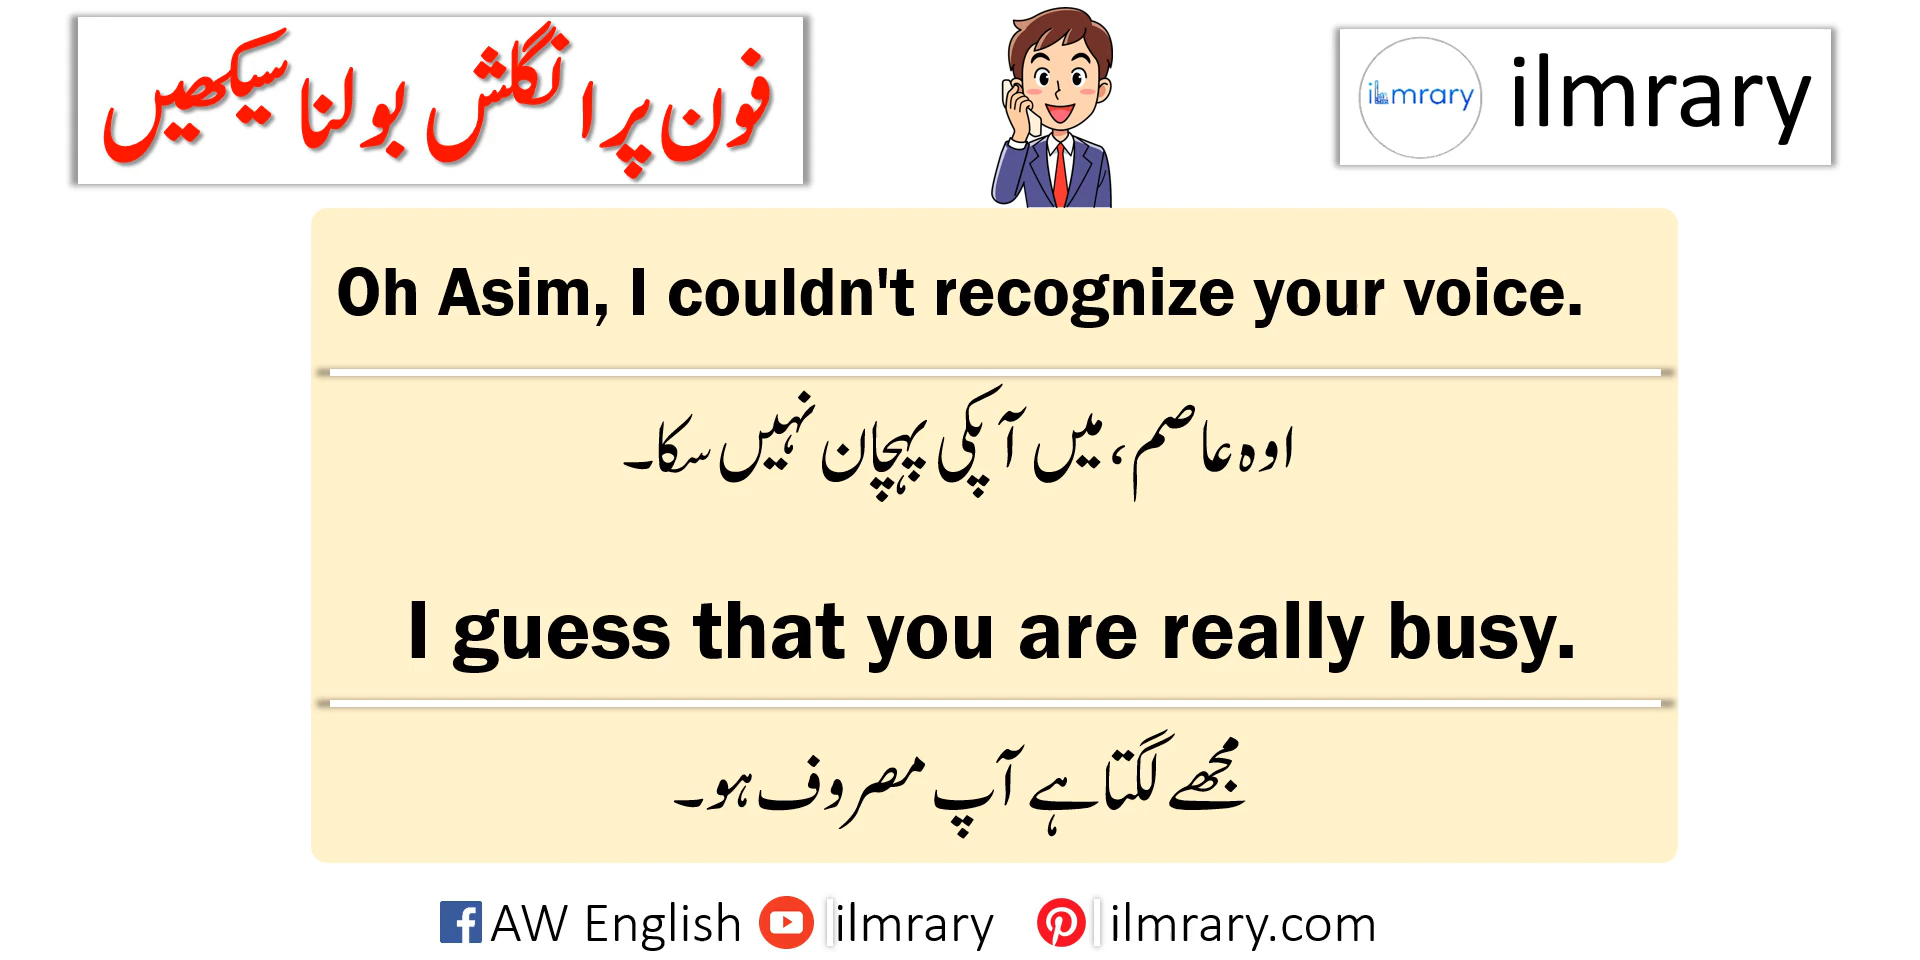 فون پر انگلش بولنا سیکھیں
ilmrary
ilmrary
Oh Asim, I couldn't recognize your voice.
اوہ عاصم، میں آپکی پہچان نہیں سکا۔
I guess that you are really busy.
مجھے لگتا ہے آپ مصروف ہو۔
AW English ilmrary ilmrary.com